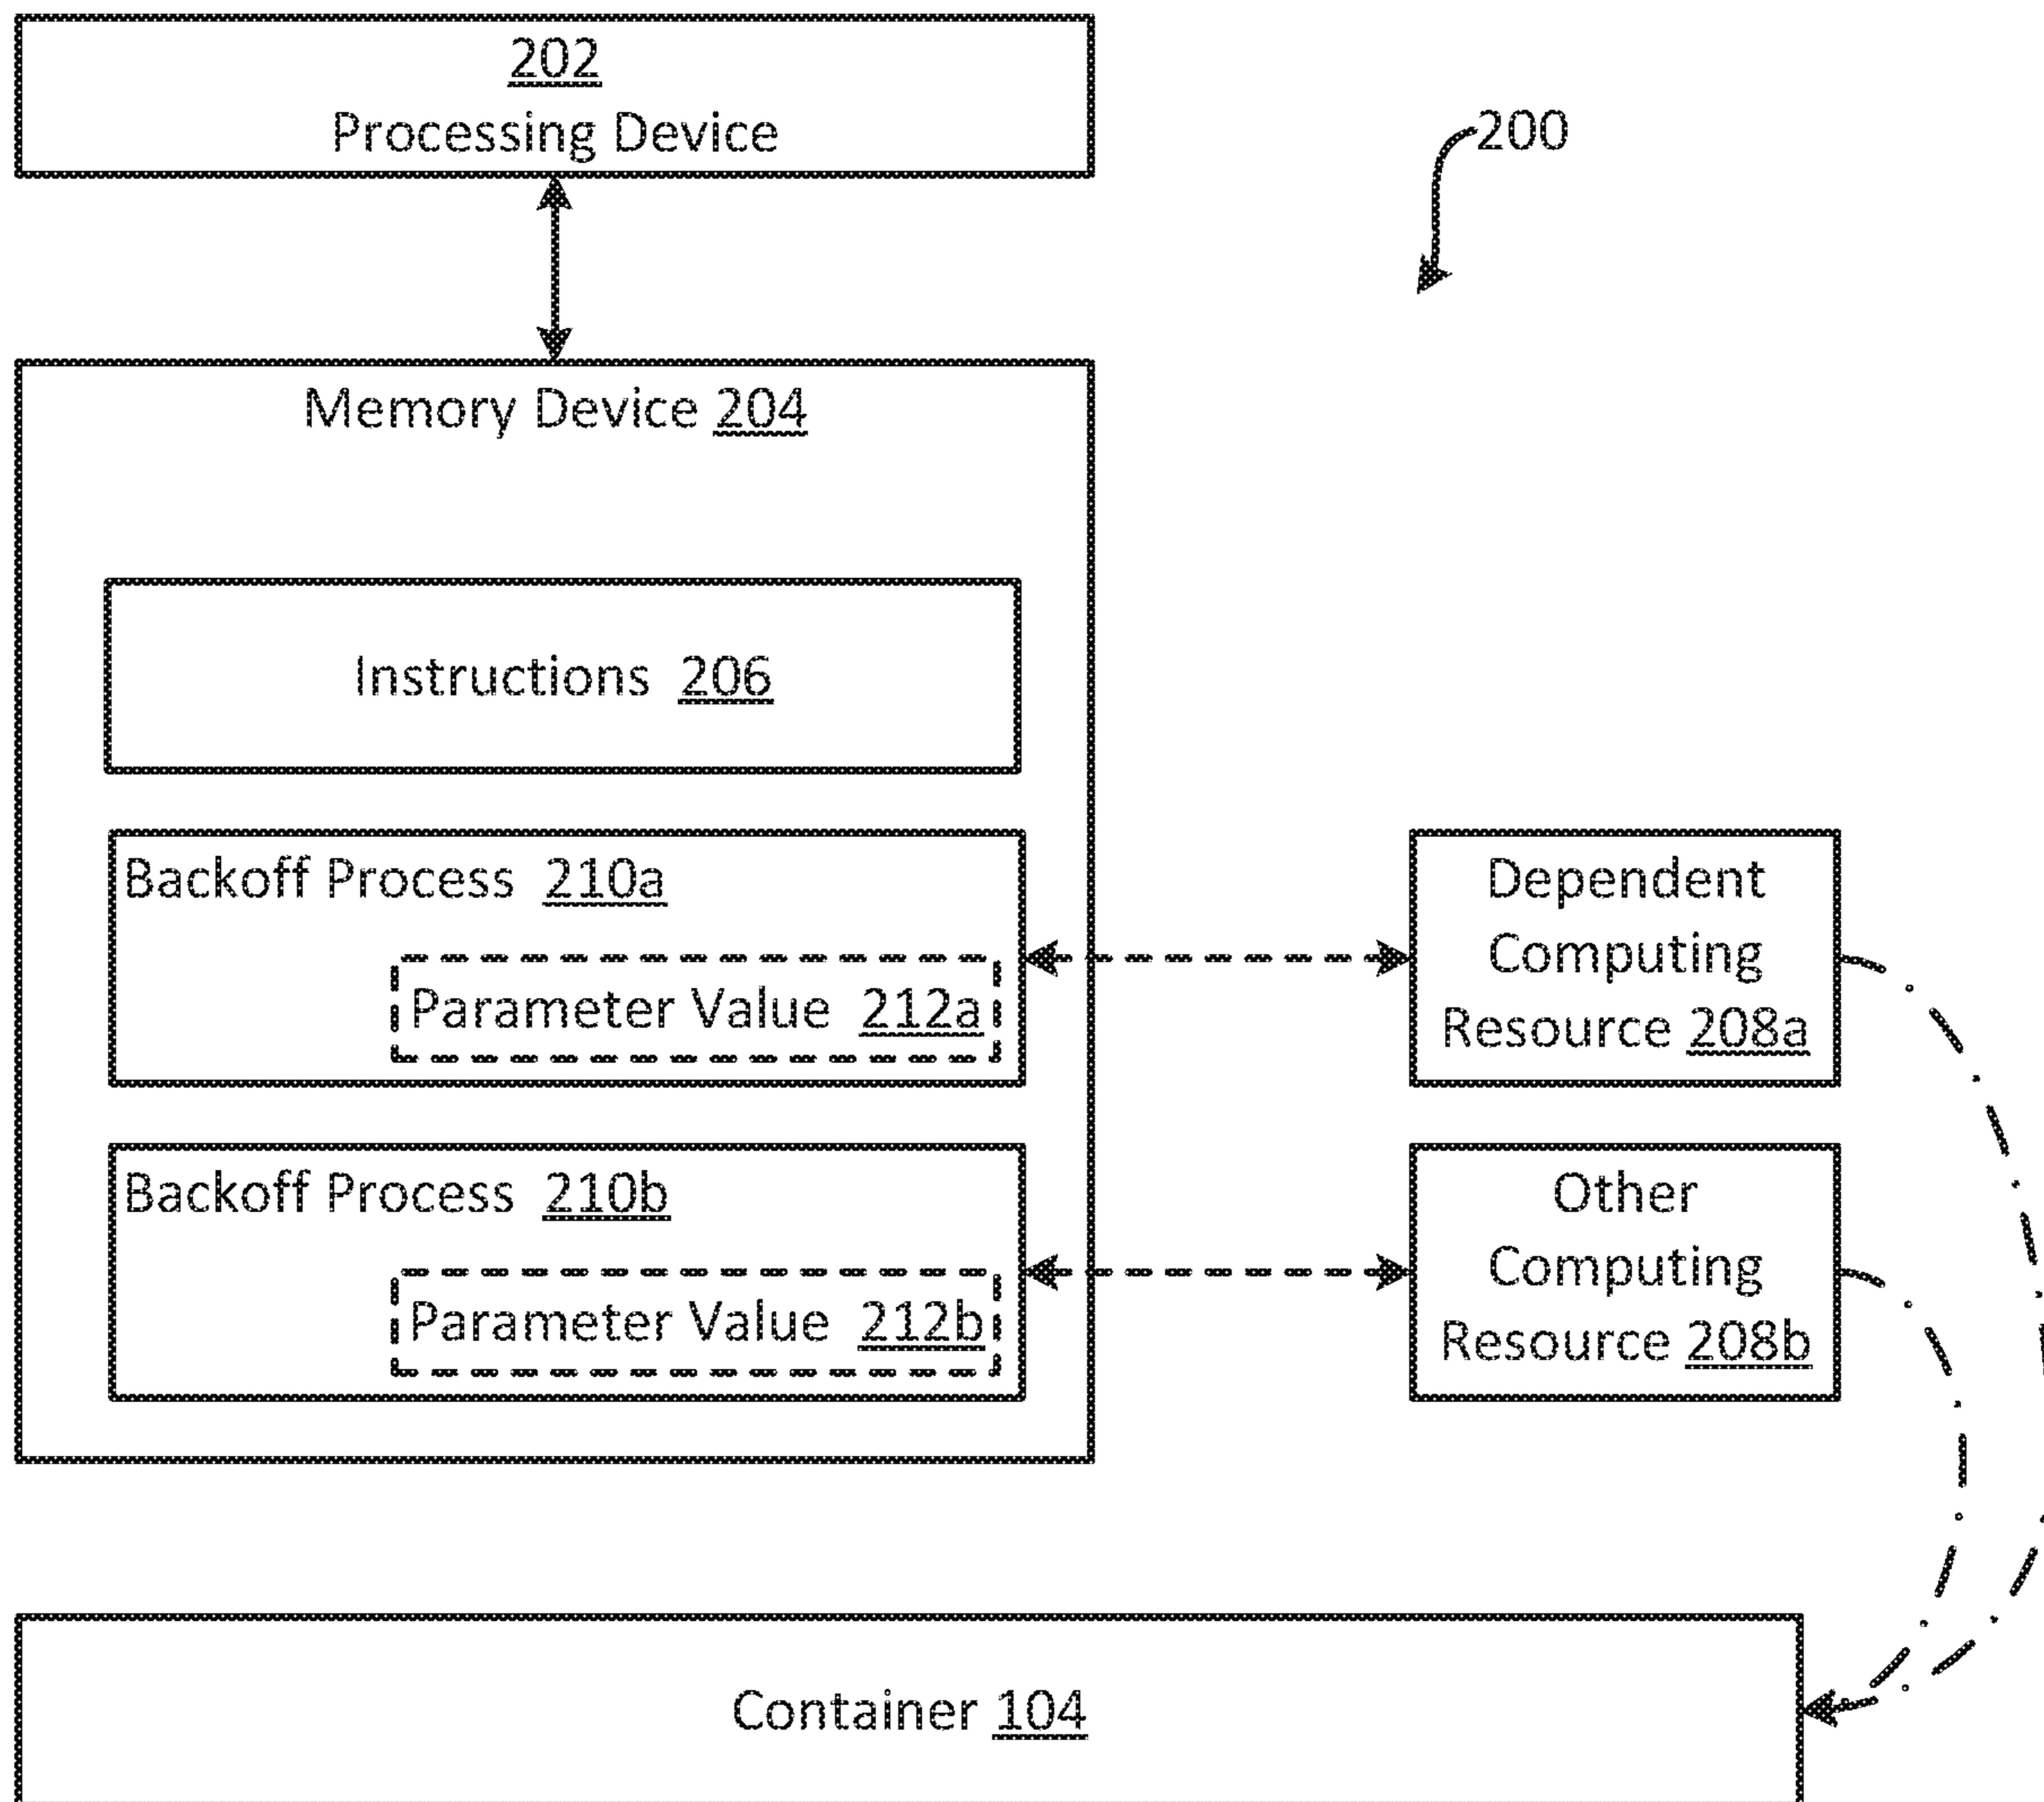 202
Processing Device
200
Memory Device 204
Instructions 206
Backoff Process 210a
Parameter Value 212a
Dependent
Computing
Resource 208a
Backoff Process 210b
Parameter Value 212b
Other
Computing
Resource 208b
Container 104